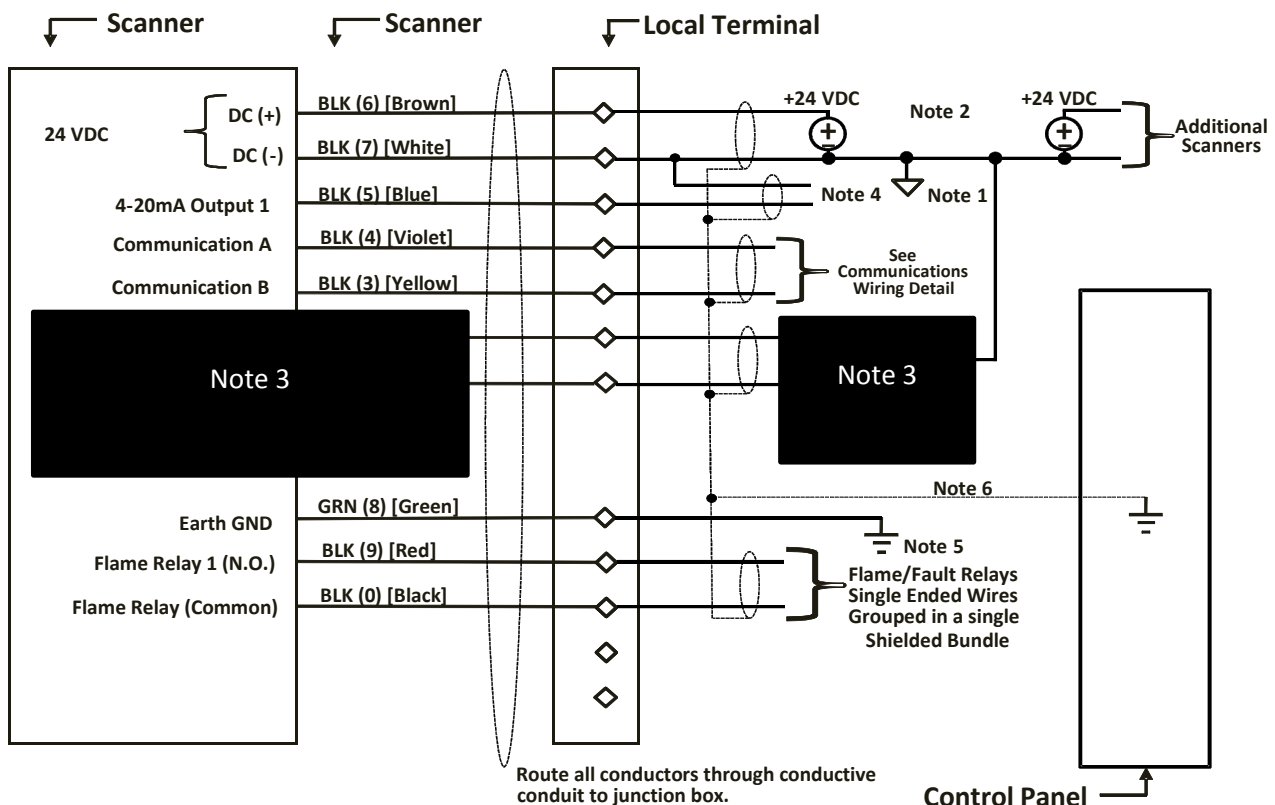 Scanner
Scanner
Local Terminal
24 VDC
DC (+)
BLK (6) [Brown]
+24 VDC
Note 2
+24 VDC
Additional
Scanners
DC (-)
BLK (7) [White]
4-20mA Output 1
BLK (5) [Blue]
Note 4
Note 1
Communication A
BLK (4) [Violet]
See
Communications
Wiring Detail
Communication B
BLK (3) [Yellow]
Note 3
Note 3
Note 6
Earth GND
GRN (8) [Green]
Note 5
Flame Relay 1 (N.O.)
BLK (9) [Red]
Flame/Fault Relays
Single Ended Wires
Grouped in a single
Shielded Bundle
Flame Relay (Common)
BLK (0) [Black]
Route all conductors through conductive
conduit to junction box.
Control Panel